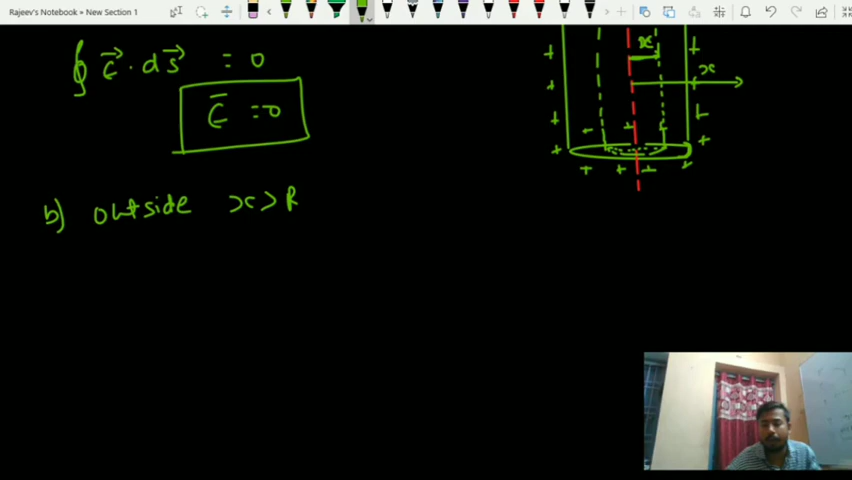 Rajeev's Notebook » New Section 1
∮ E⃗ · ds⃗ = 0
E⃗ = 0
b) outside x > R
x
x